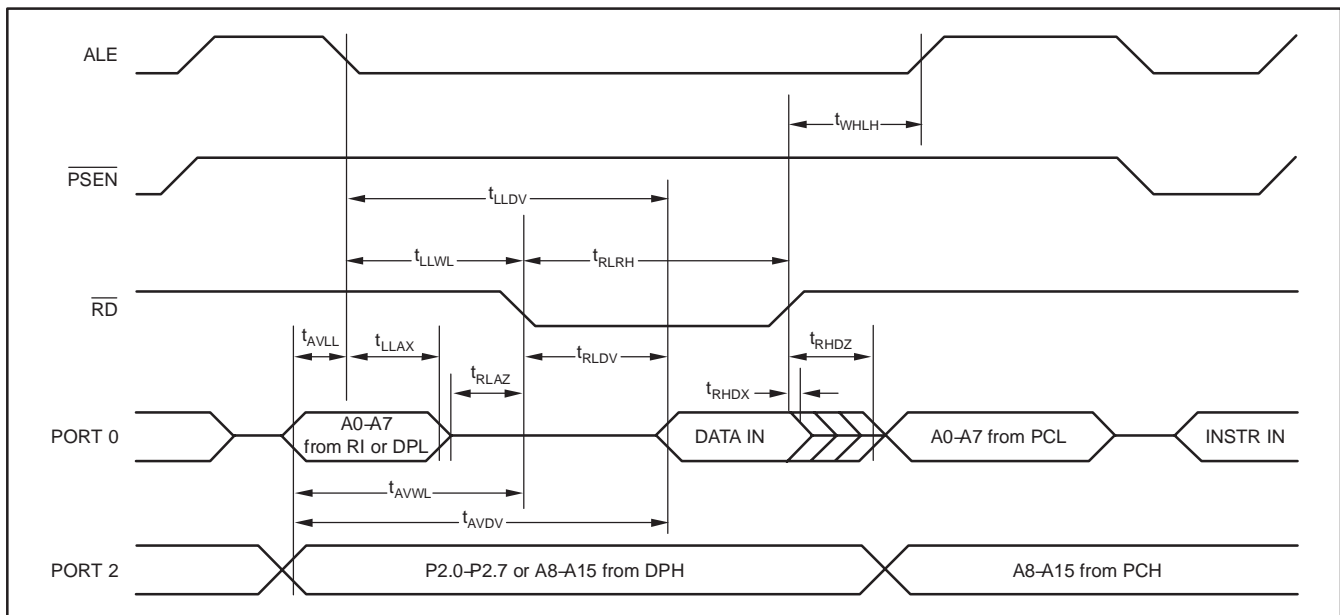 ALE
tWHLH
PSEN
tLLDV
tLLWL
tRLRH
RD
tAVLL
tLLAX
tRLDV
tRHDZ
tRLAZ
tRHDX
PORT 0
A0-A7
from RI or DPL
DATA IN
A0-A7 from PCL
INSTR IN
tAVWL
tAVDV
PORT 2
P2.0-P2.7 or A8-A15 from DPH
A8-A15 from PCH